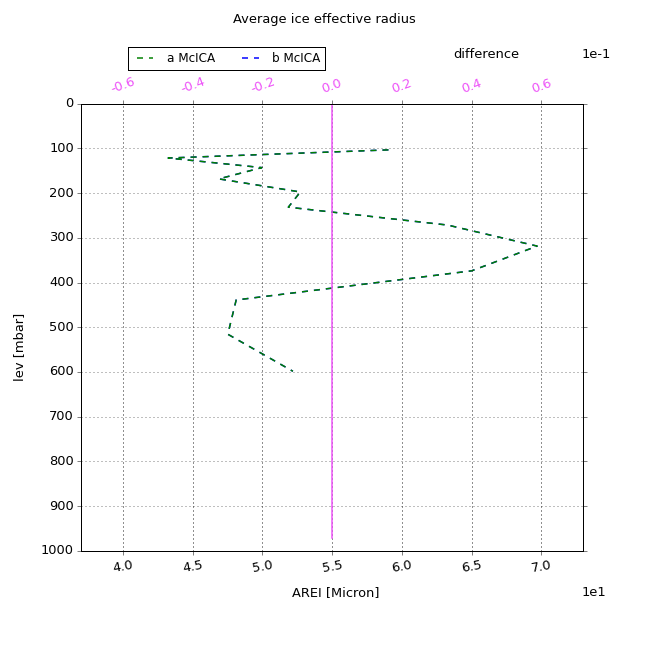 Average ice effective radius
a McICA b McICA difference 1e-1
-0.6 -0.4 -0.2 0.0 0.2 0.4 0.6
0
100
200
300
400
500
600
700
800
900
1000
lev [mbar]
4.0 4.5 5.0 5.5 6.0 6.5 7.0
AREI [Micron] 1e1